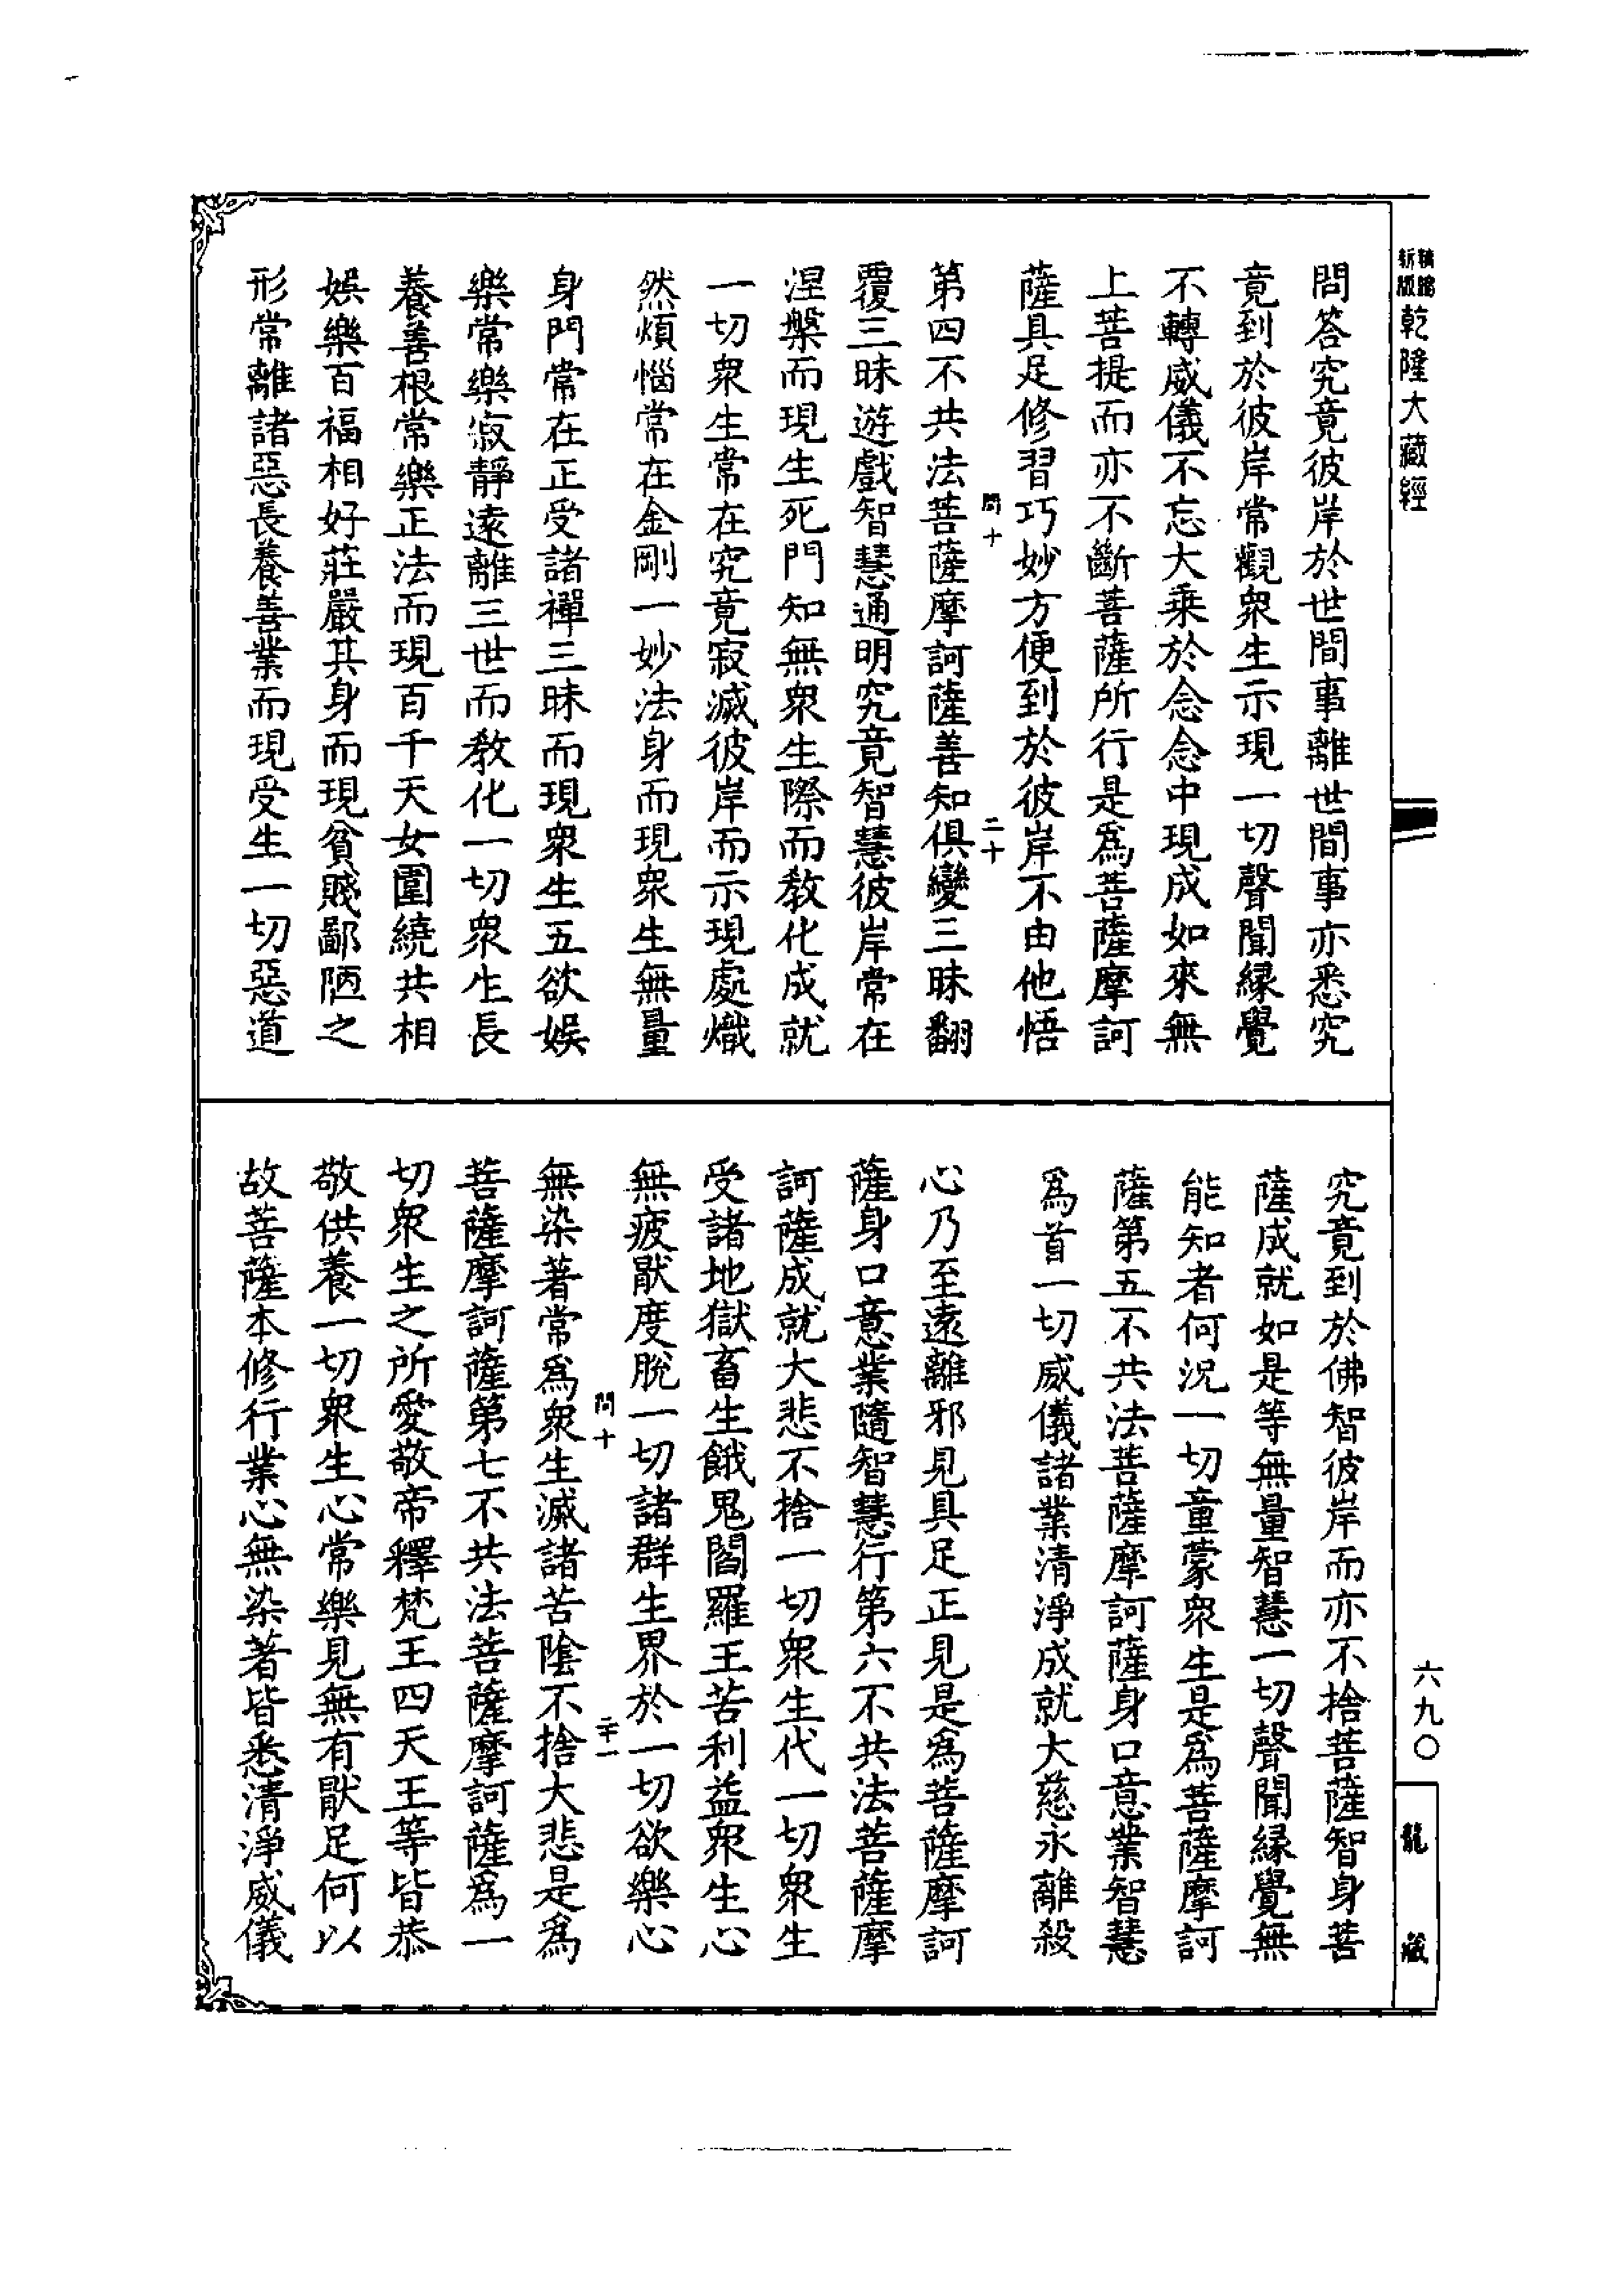 新版精縮乾隆大藏經
六九〇
龍藏
問答究竟彼岸於世間事離世間事亦悉究
竟到於彼岸常觀衆生示現一切聲聞緣覺
不轉威儀不忘大乘於念念中現成如來無
上菩提而亦不斷菩薩所行是爲菩薩摩訶
薩具足修習巧妙方便到於彼岸不由他悟
問十 二十
第四不共法菩薩摩訶薩善知俱變三昧翻
覆三昧遊戲智慧通明究竟智慧彼岸常在
涅槃而現生死門知無衆生際而教化成就
一切衆生常在究竟寂滅彼岸而示現處熾
然煩惱常在金剛一妙法身而現衆生無量
身門常在正受諸禪三昧而現衆生五欲娛
樂常樂寂靜遠離三世而教化一切衆生長
養善根常樂正法而現百千天女圍繞共相
娛樂百福相好莊嚴其身而現貧賤鄙陋之
形常離諸惡長養善業而現受生一切惡道
究竟到於佛智彼岸而亦不捨菩薩智身菩
薩成就如是等無量智慧一切聲聞緣覺無
能知者何況一切童蒙衆生是爲菩薩摩訶
薩第五不共法菩薩摩訶薩身口意業智慧
爲首一切威儀諸業清淨成就大慈永離殺
心乃至遠離邪見具足正見是爲菩薩摩訶
薩身口意業隨智慧行第六不共法菩薩摩
訶薩成就大悲不捨一切衆生代一切衆生
受諸地獄畜生餓鬼閻羅王苦利益衆生心
無疲厭度脫一切諸群生界於一切欲樂心
問十 二十一
無染著常爲衆生滅諸苦陰不捨大悲是爲
菩薩摩訶薩第七不共法菩薩摩訶薩爲一
切衆生之所愛敬帝釋梵王四天王等皆恭
敬供養一切衆生心常樂見無有厭足何以
故菩薩本修行業心無染著皆悉清淨威儀